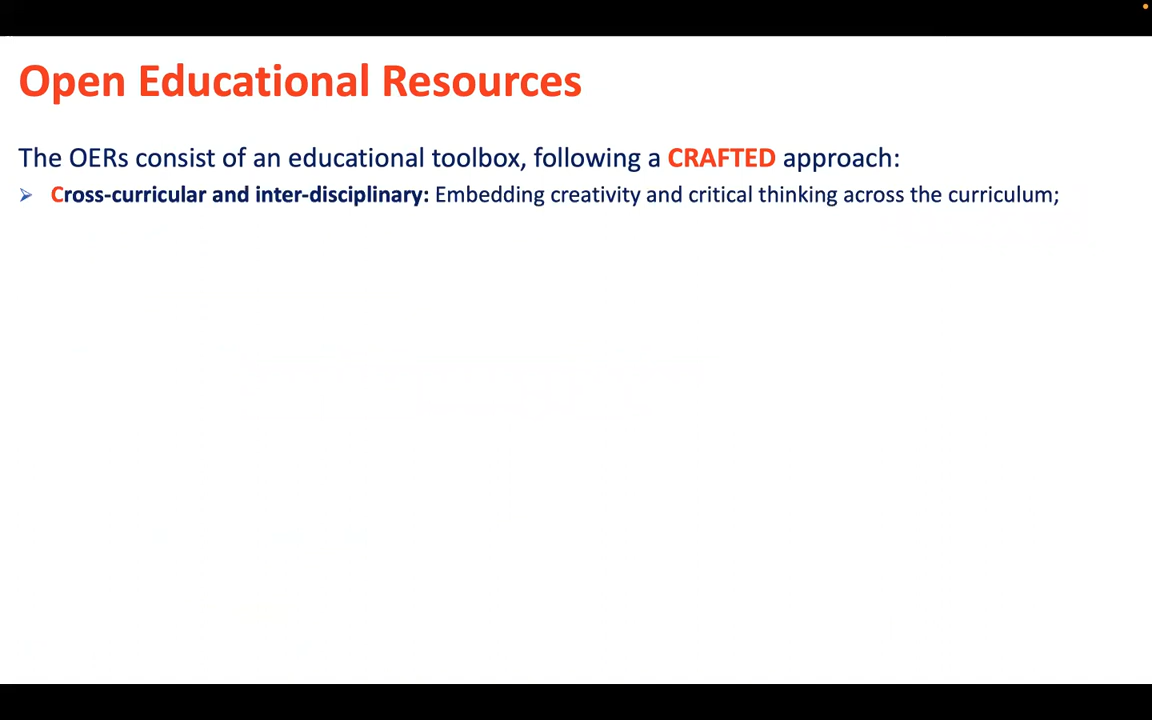 Open Educational Resources
The OERs consist of an educational toolbox, following a CRAFTED approach:
➢ Cross-curricular and inter-disciplinary: Embedding creativity and critical thinking across the curriculum;